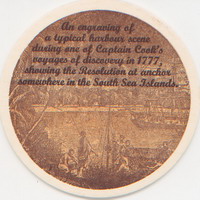 An engraving of
a typical harbour scene
during one of Captain Cook's
voyages of discovery in 1777,
showing the Resolution at anchor
somewhere in the South Sea Islands.